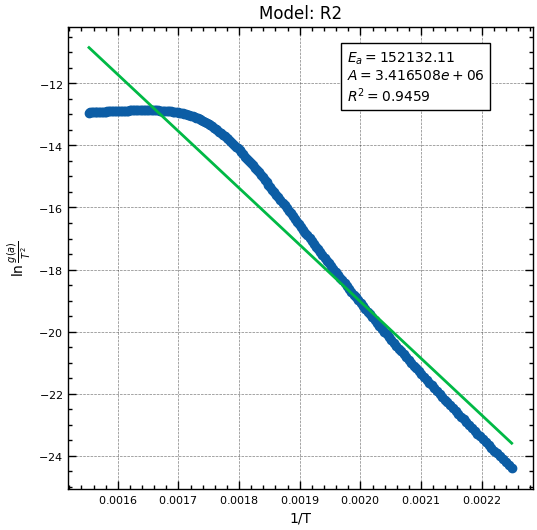 Model: R2
E_a = 152132.11
A = 3.416508e + 06
R² = 0.9459
−12
−14
−16
−18
−20
−22
−24
ln g(a)/T²
0.0016 0.0017 0.0018 0.0019 0.0020 0.0021 0.0022
1/T